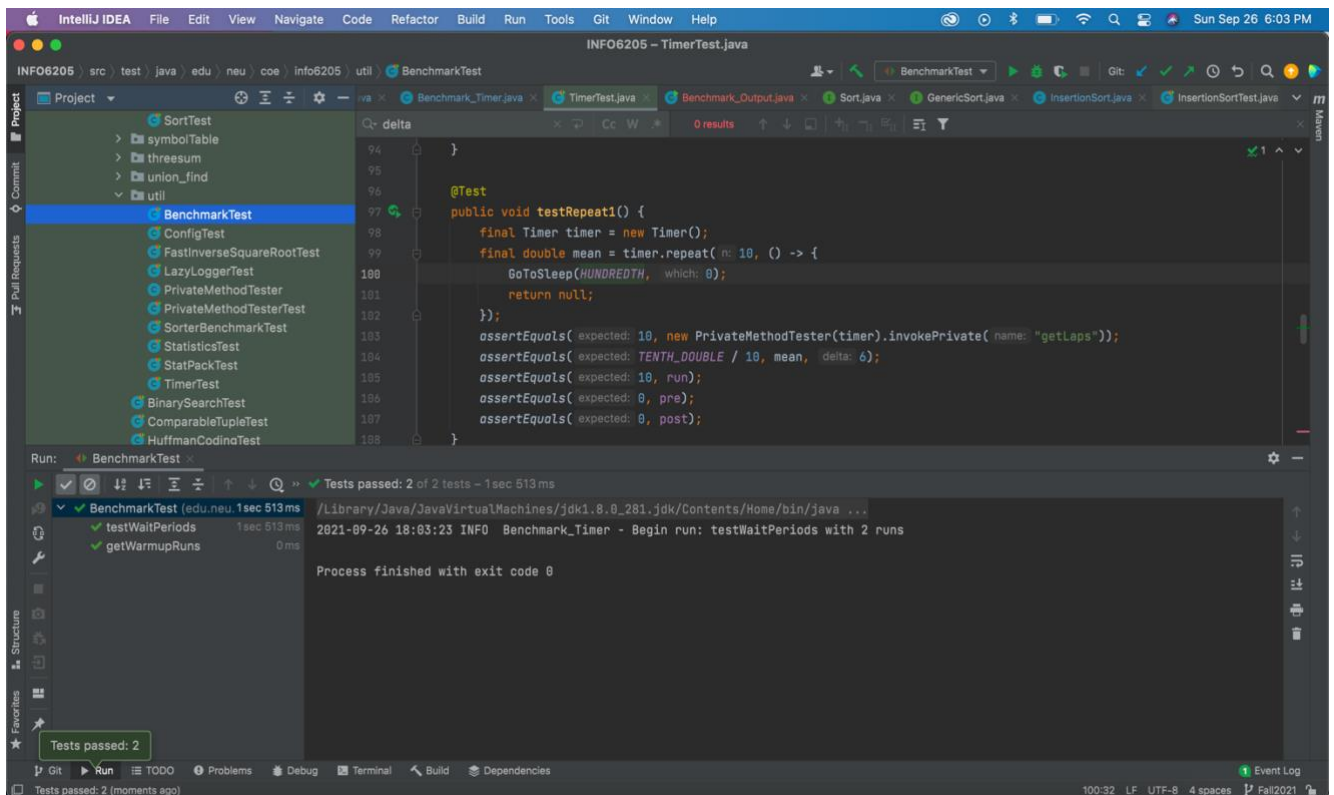 IntelliJ IDEA File Edit View Navigate Code Refactor Build Run Tools Git Window Help Sun Sep 26 6:03 PM
INFO6205 – TimerTest.java
INFO6205 src test java edu neu coe info6205 util BenchmarkTest BenchmarkTest Git:
Project Benchmark_Timer.java TimerTest.java Benchmark_Output.java Sort.java GenericSort.java InsertionSort.java InsertionSortTest.java
Project
Commit
Pull Requests
m Maven
SortTest
symbolTable
threesum
union_find
util
BenchmarkTest
ConfigTest
FastInverseSquareRootTest
LazyLoggerTest
PrivateMethodTester
PrivateMethodTesterTest
SorterBenchmarkTest
StatisticsTest
StatPackTest
TimerTest
BinarySearchTest
ComparableTupleTest
HuffmanCodingTest
delta Cc W .* 0 results
94 }
1
95
96 @Test
97 public void testRepeat1() {
98 final Timer timer = new Timer();
99 final double mean = timer.repeat( n: 10, () -> {
100 GoToSleep(HUNDREDTH, which: 0);
101 return null;
102 });
103 assertEquals( expected: 10, new PrivateMethodTester(timer).invokePrivate( name: "getLaps"));
104 assertEquals( expected: TENTH_DOUBLE / 10, mean, delta: 6);
105 assertEquals( expected: 10, run);
106 assertEquals( expected: 0, pre);
107 assertEquals( expected: 0, post);
108 }
Run: BenchmarkTest
Tests passed: 2 of 2 tests – 1 sec 513 ms
BenchmarkTest (edu.neu. 1 sec 513 ms
testWaitPeriods 1 sec 513 ms
getWarmupRuns 0 ms
/Library/Java/JavaVirtualMachines/jdk1.8.0_281.jdk/Contents/Home/bin/java ...
2021-09-26 18:03:23 INFO Benchmark_Timer - Begin run: testWaitPeriods with 2 runs
Process finished with exit code 0
Structure
Favorites
Tests passed: 2
Git Run TODO Problems Debug Terminal Build Dependencies 1 Event Log
Tests passed: 2 (moments ago) 100:32 LF UTF-8 4 spaces Fall2021